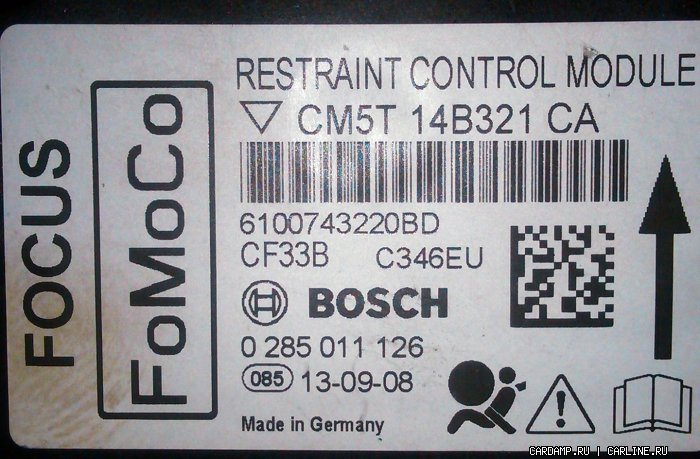 FOCUS
FoMoCo
RESTRAINT CONTROL MODULE
CM5T 14B321 CA
6100743220BD
CF33B C346EU
BOSCH
0 285 011 126
085 13-09-08
Made in Germany
CARDAMP.RU | CARLINE.RU